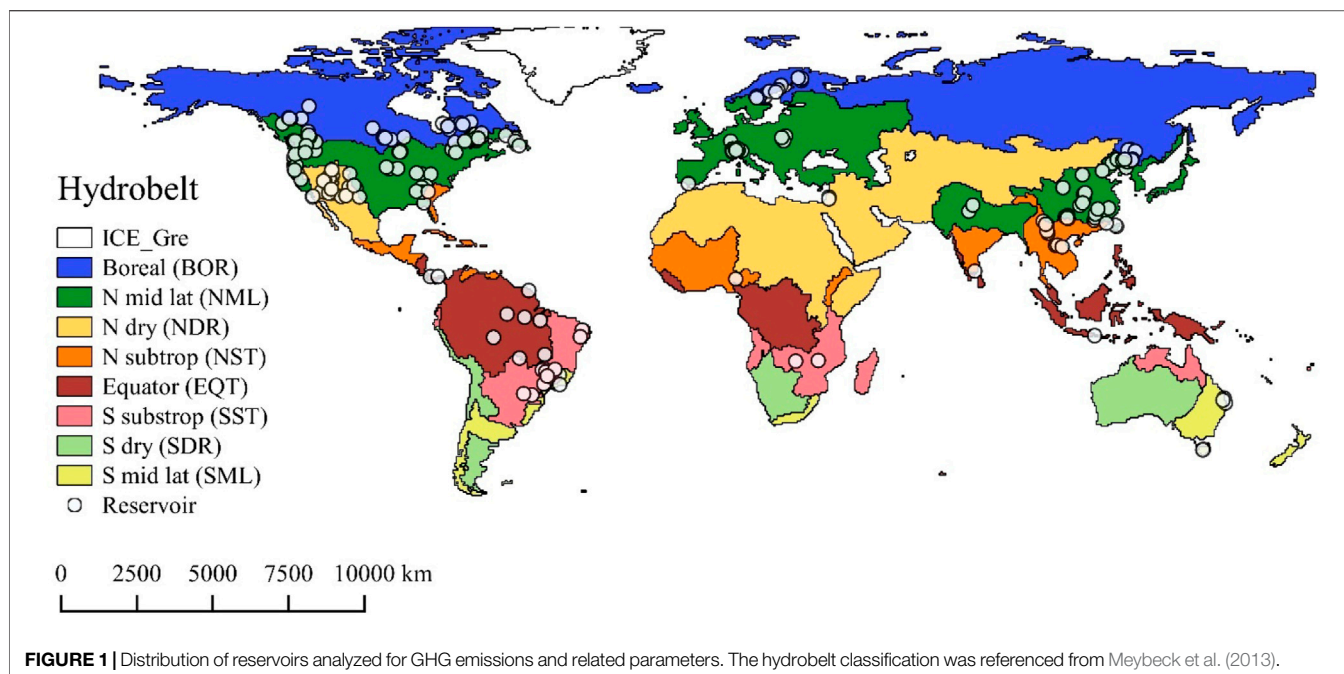 Hydrobelt
ICE_Gre
Boreal (BOR)
N mid lat (NML)
N dry (NDR)
N subtrop (NST)
Equator (EQT)
S substrop (SST)
S dry (SDR)
S mid lat (SML)
Reservoir
0 2500 5000 7500 10000 km
FIGURE 1 | Distribution of reservoirs analyzed for GHG emissions and related parameters. The hydrobelt classification was referenced from Meybeck et al. (2013).